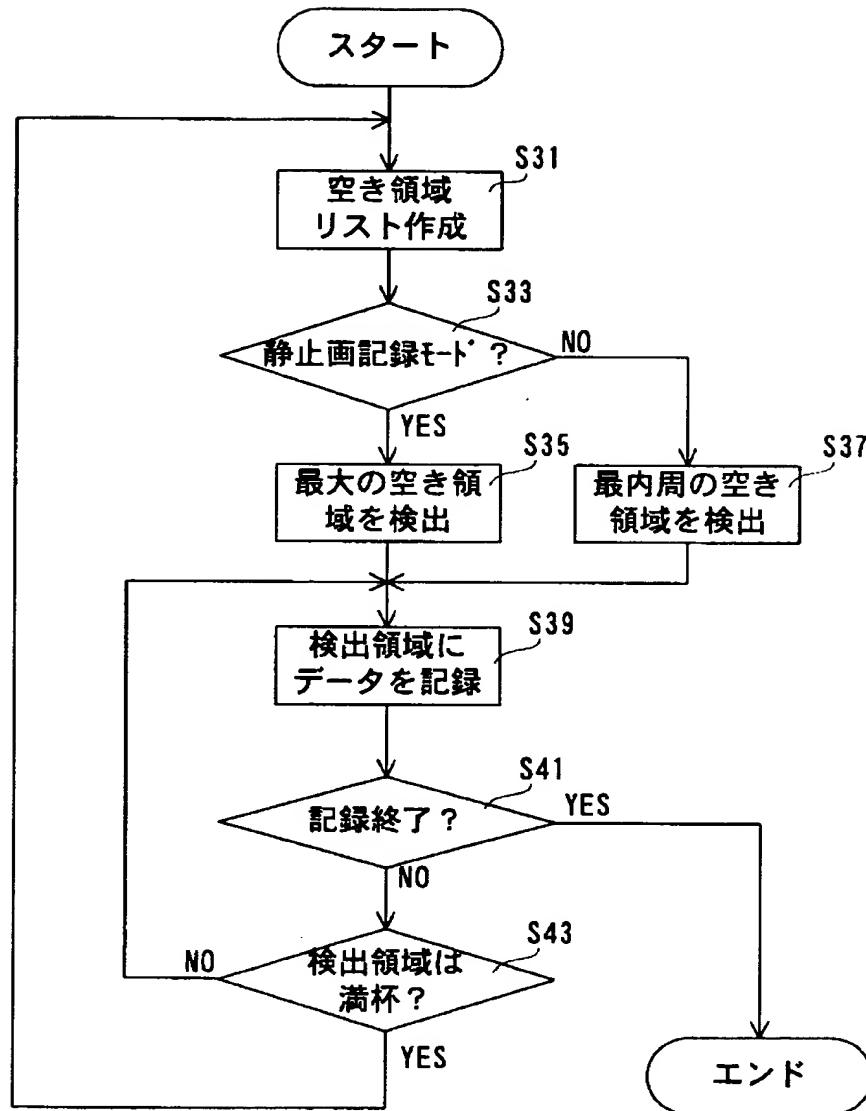 スタート
S31
空き領域
リスト作成
S33
静止画記録ﾓｰﾄﾞ?
NO
YES
S35
最大の空き領
域を検出
S37
最内周の空き
領域を検出
S39
検出領域に
データを記録
S41
記録終了?
YES
NO
S43
検出領域は
満杯?
NO
YES
エンド